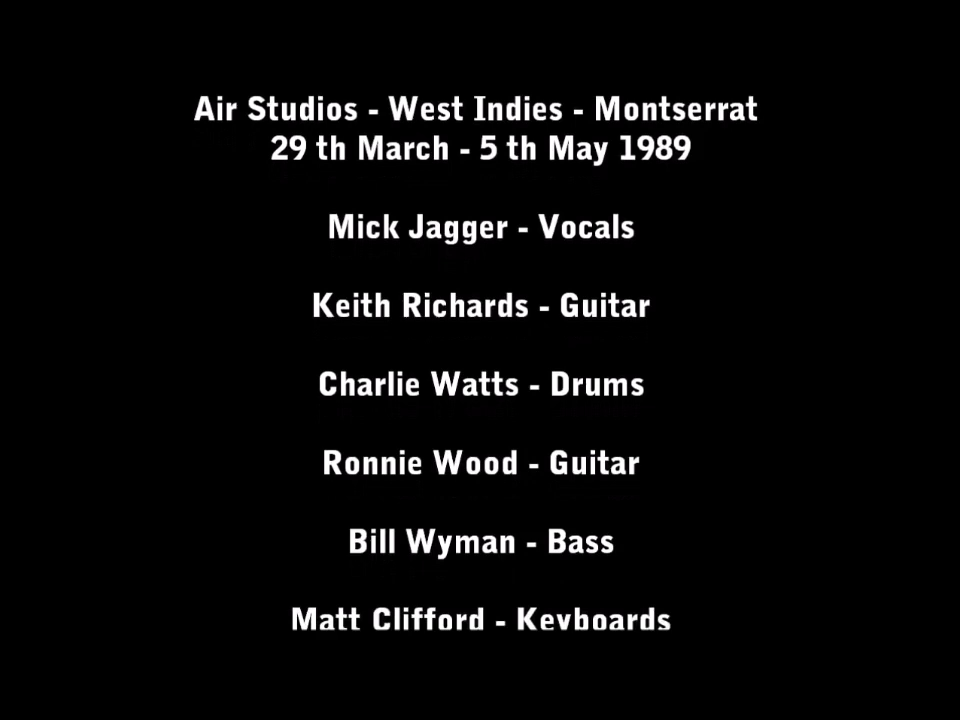 Air Studios - West Indies - Montserrat
29 th March - 5 th May 1989
Mick Jagger - Vocals
Keith Richards - Guitar
Charlie Watts - Drums
Ronnie Wood - Guitar
Bill Wyman - Bass
Matt Clifford - Keyboards